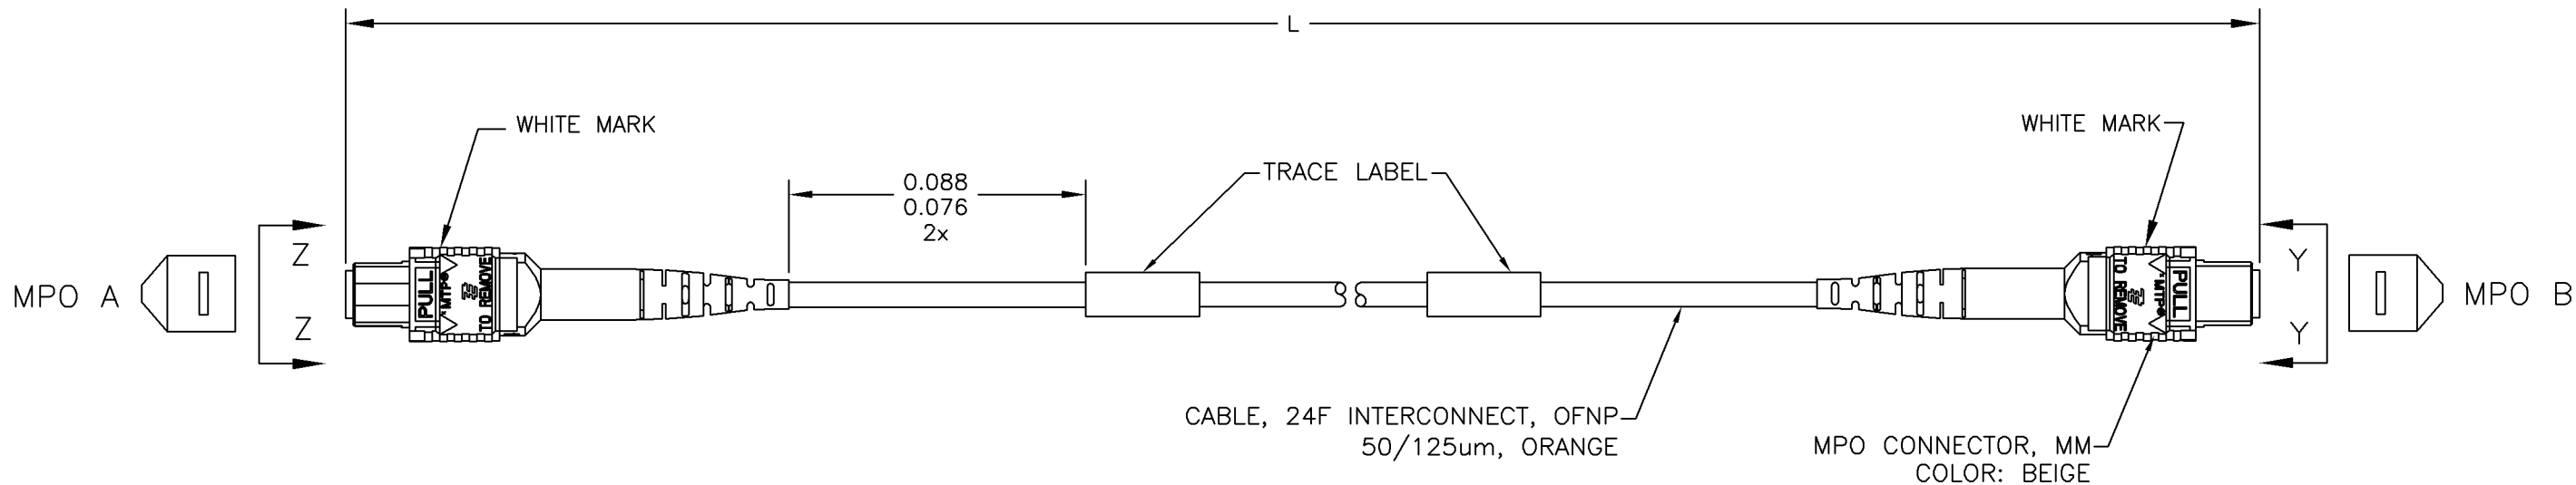 L
WHITE MARK
WHITE MARK
TRACE LABEL
0.088
0.076
2x
Z
Y
MPO A
PULL
MTP®
TO REMOVE
TO REMOVE
MTP®
PULL
MPO B
Z
Y
CABLE, 24F INTERCONNECT, OFNP
50/125um, ORANGE
MPO CONNECTOR, MM
COLOR: BEIGE